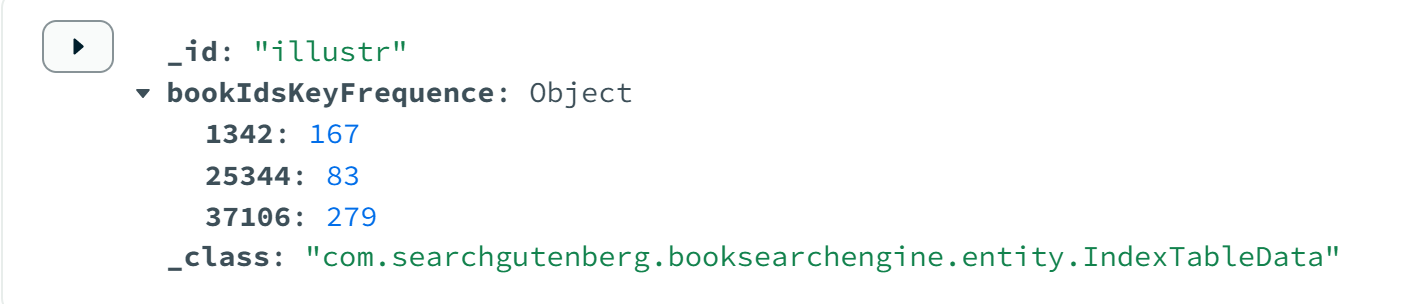 _id: "illustr"
bookIdsKeyFrequence: Object
1342: 167
25344: 83
37106: 279
_class: "com.searchgutenberg.booksearchengine.entity.IndexTableData"